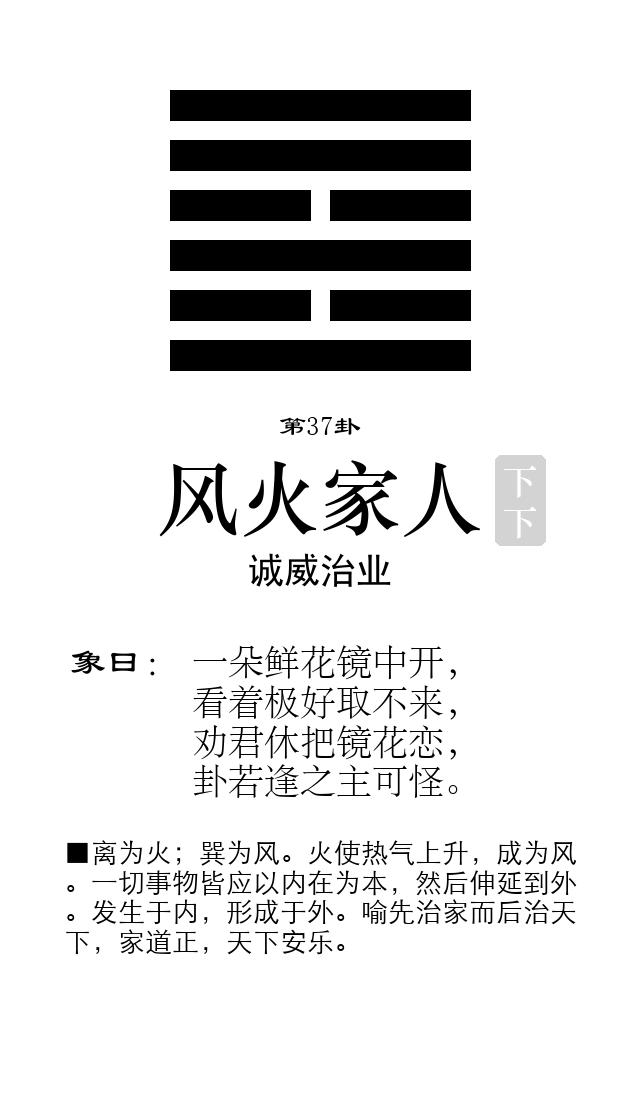 第37卦
风火家人
下下
诚威治业
象曰：
一朵鲜花镜中开，
看着极好取不来，
劝君休把镜花恋，
卦若逢之主可怪。
■离为火；巽为风。火使热气上升，成为风
。一切事物皆应以内在为本，然后伸延到外
。发生于内，形成于外。喻先治家而后治天
下，家道正，天下安乐。